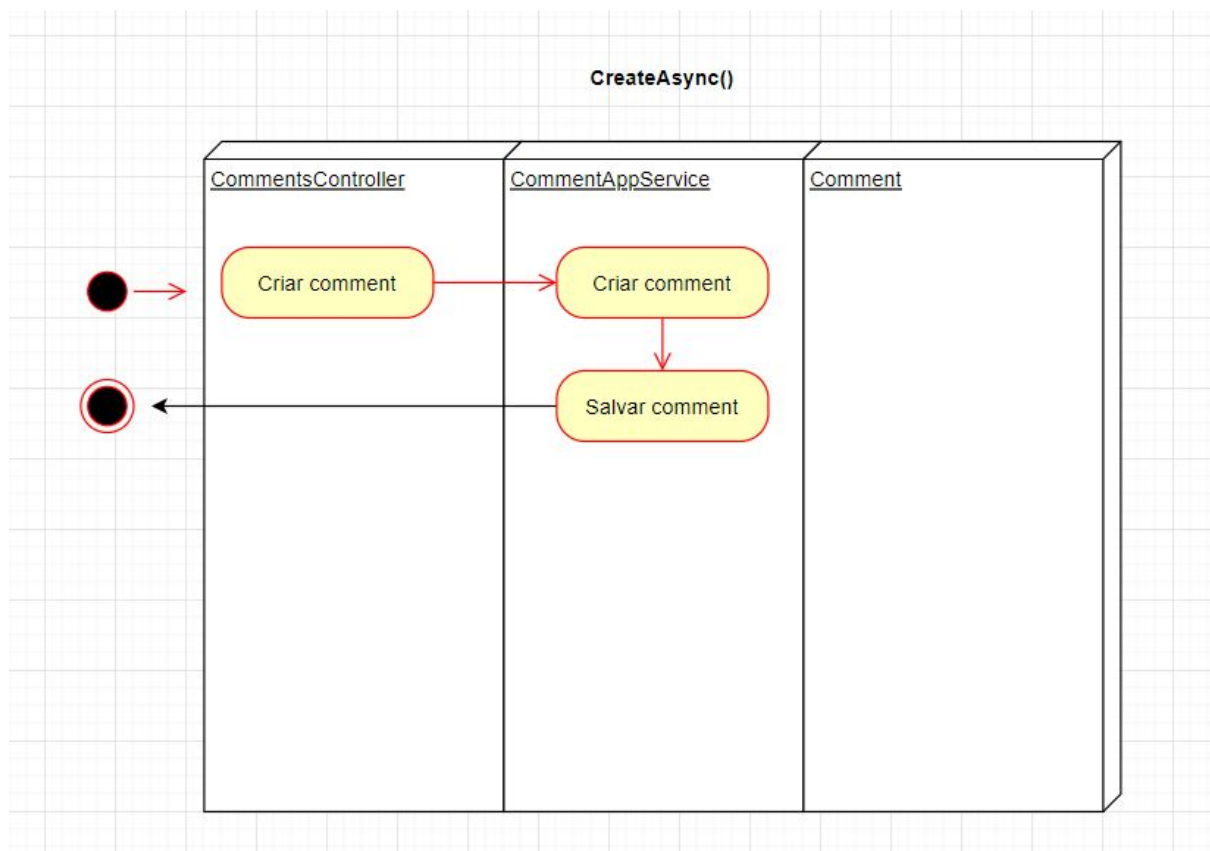 CreateAsync()
CommentsController
CommentAppService
Comment
Criar comment
Criar comment
Salvar comment